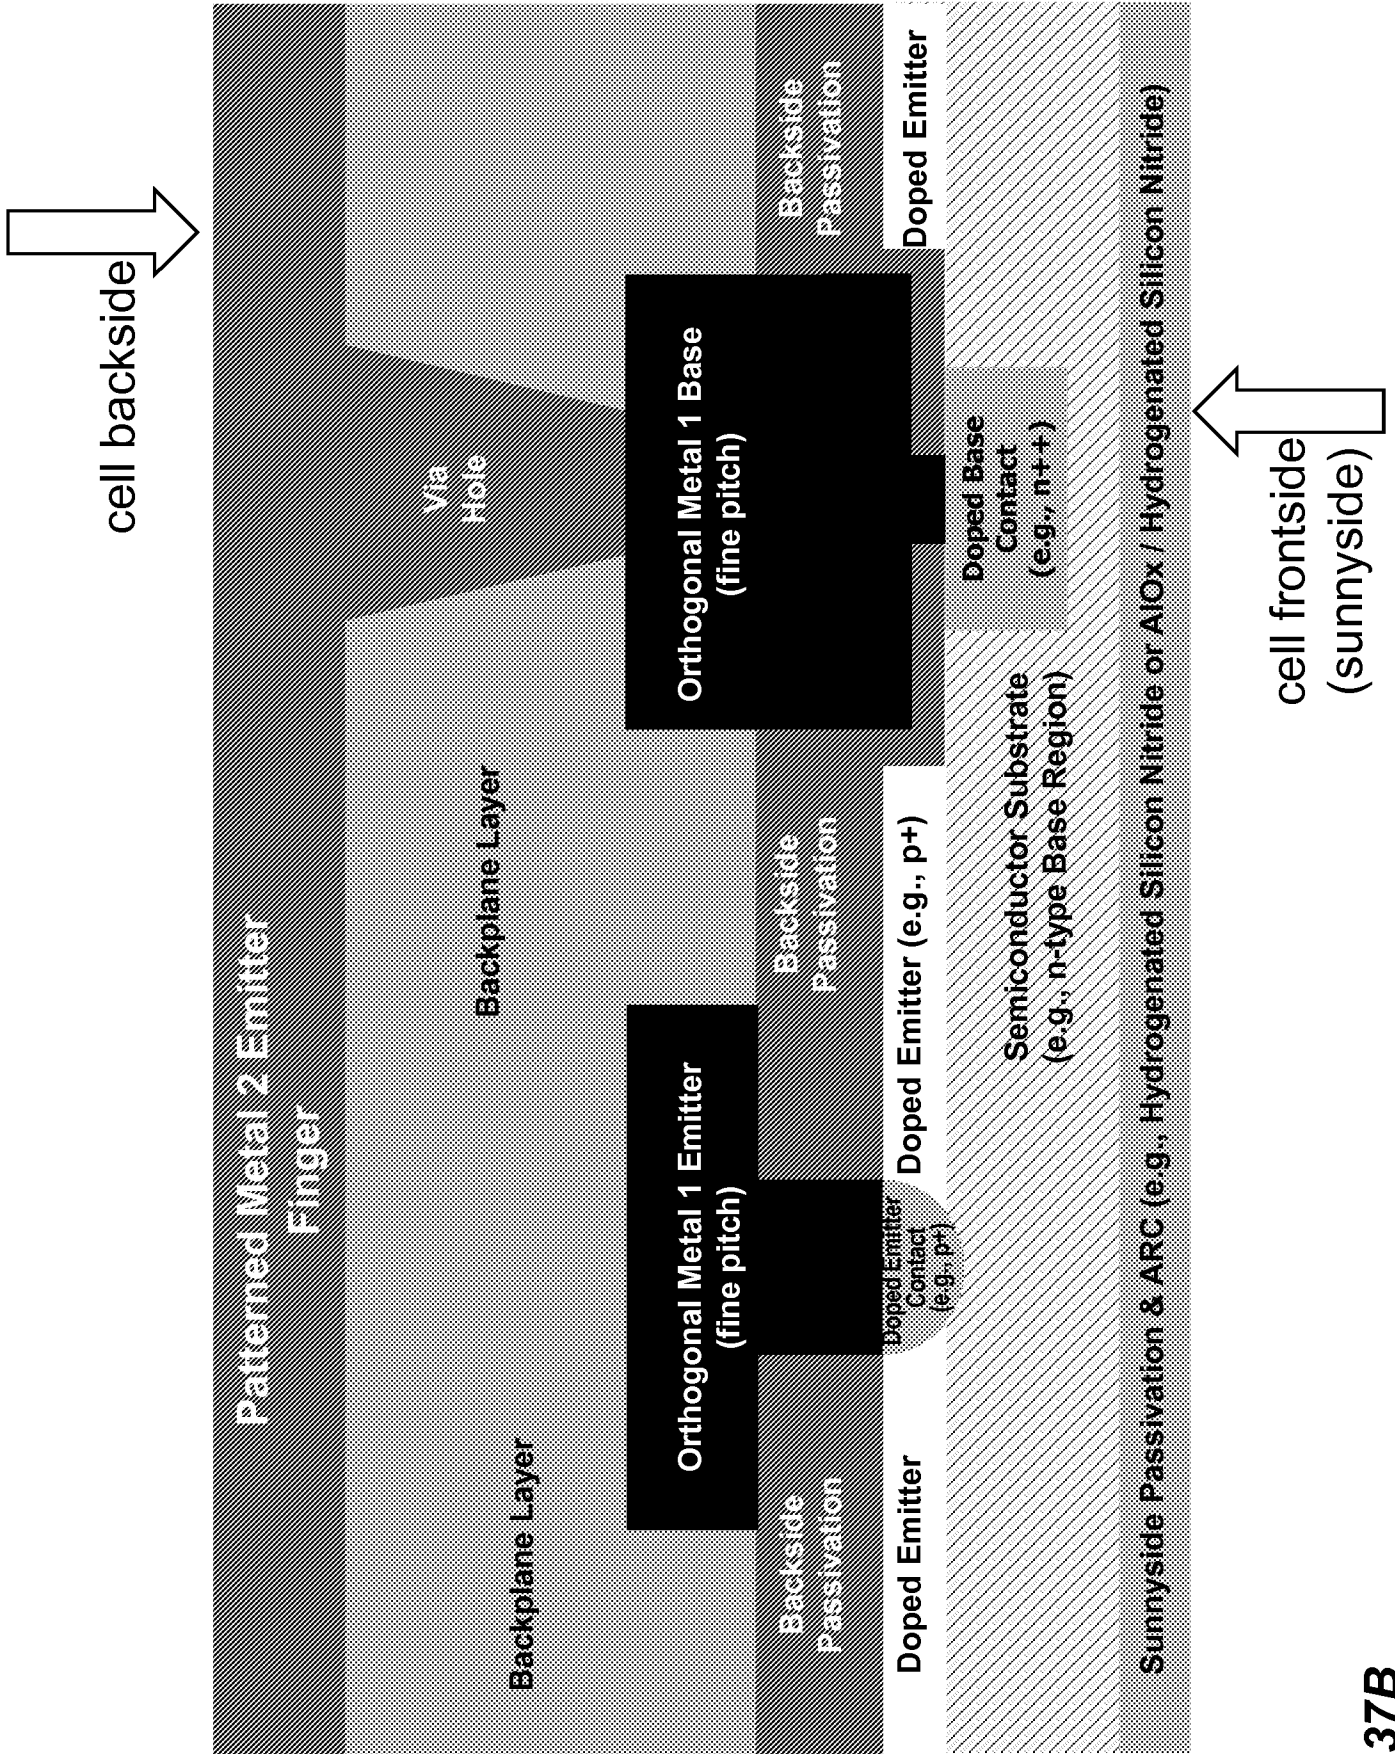 cell backside
Patterned Metal 2 Emitter
Finger
Via
Hole
Backplane Layer
Backplane Layer
Orthogonal Metal 1 Emitter
(fine pitch)
Orthogonal Metal 1 Base
(fine pitch)
Backside
Passivation
Backside
Passivation
Backside
Passivation
Doped Emitter
Doped Emitter
Contact
(e.g., p+)
Doped Emitter (e.g., p+)
Doped Emitter
Doped Base
Contact
(e.g., n++)
Semiconductor Substrate
(e.g., n-type Base Region)
Sunnyside Passivation & ARC (e.g., Hydrogenated Silicon Nitride or AlOx / Hydrogenated Silicon Nitride)
cell frontside
(sunnyside)
37B